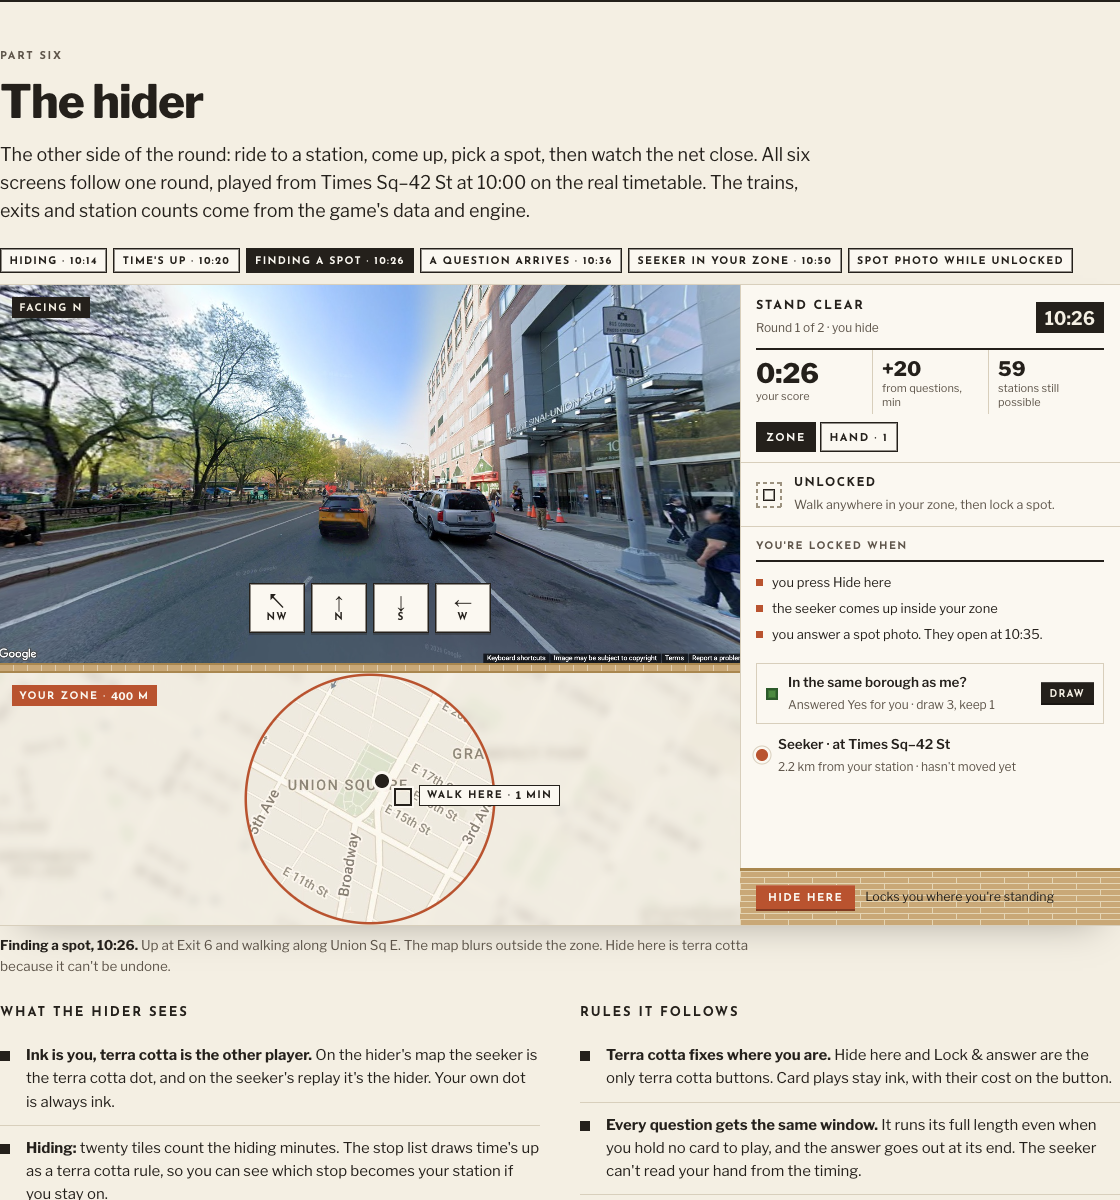 PART SIX
The hider
The other side of the round: ride to a station, come up, pick a spot, then watch the net close. All six
screens follow one round, played from Times Sq–42 St at 10:00 on the real timetable. The trains,
exits and station counts come from the game's data and engine.
HIDING · 10:14
TIME'S UP · 10:20
FINDING A SPOT · 10:26
A QUESTION ARRIVES · 10:36
SEEKER IN YOUR ZONE · 10:50
SPOT PHOTO WHILE UNLOCKED
FACING N
NW
N
S
W
Google
Keyboard shortcuts
Image may be subject to copyright
Terms
Report a problem
YOUR ZONE · 400 M
UNION SQUARE
GRA
E 17th St
E 15th St
E 11th St
5th Ave
3rd Av
Broadway
WALK HERE · 1 MIN
STAND CLEAR
Round 1 of 2 · you hide
10:26
0:26
your score
+20
from questions,
min
59
stations still
possible
ZONE
HAND · 1
UNLOCKED
Walk anywhere in your zone, then lock a spot.
YOU'RE LOCKED WHEN
you press Hide here
the seeker comes up inside your zone
you answer a spot photo. They open at 10:35.
In the same borough as me?
Answered Yes for you · draw 3, keep 1
DRAW
Seeker · at Times Sq–42 St
2.2 km from your station · hasn't moved yet
HIDE HERE
Locks you where you're standing
Finding a spot, 10:26. Up at Exit 6 and walking along Union Sq E. The map blurs outside the zone. Hide here is terra cotta
because it can't be undone.
WHAT THE HIDER SEES
Ink is you, terra cotta is the other player. On the hider's map the seeker is
the terra cotta dot, and on the seeker's replay it's the hider. Your own dot
is always ink.
Hiding: twenty tiles count the hiding minutes. The stop list draws time's up
as a terra cotta rule, so you can see which stop becomes your station if
you stay on.
RULES IT FOLLOWS
Terra cotta fixes where you are. Hide here and Lock & answer are the
only terra cotta buttons. Card plays stay ink, with their cost on the button.
Every question gets the same window. It runs its full length even when
you hold no card to play, and the answer goes out at its end. The seeker
can't read your hand from the timing.